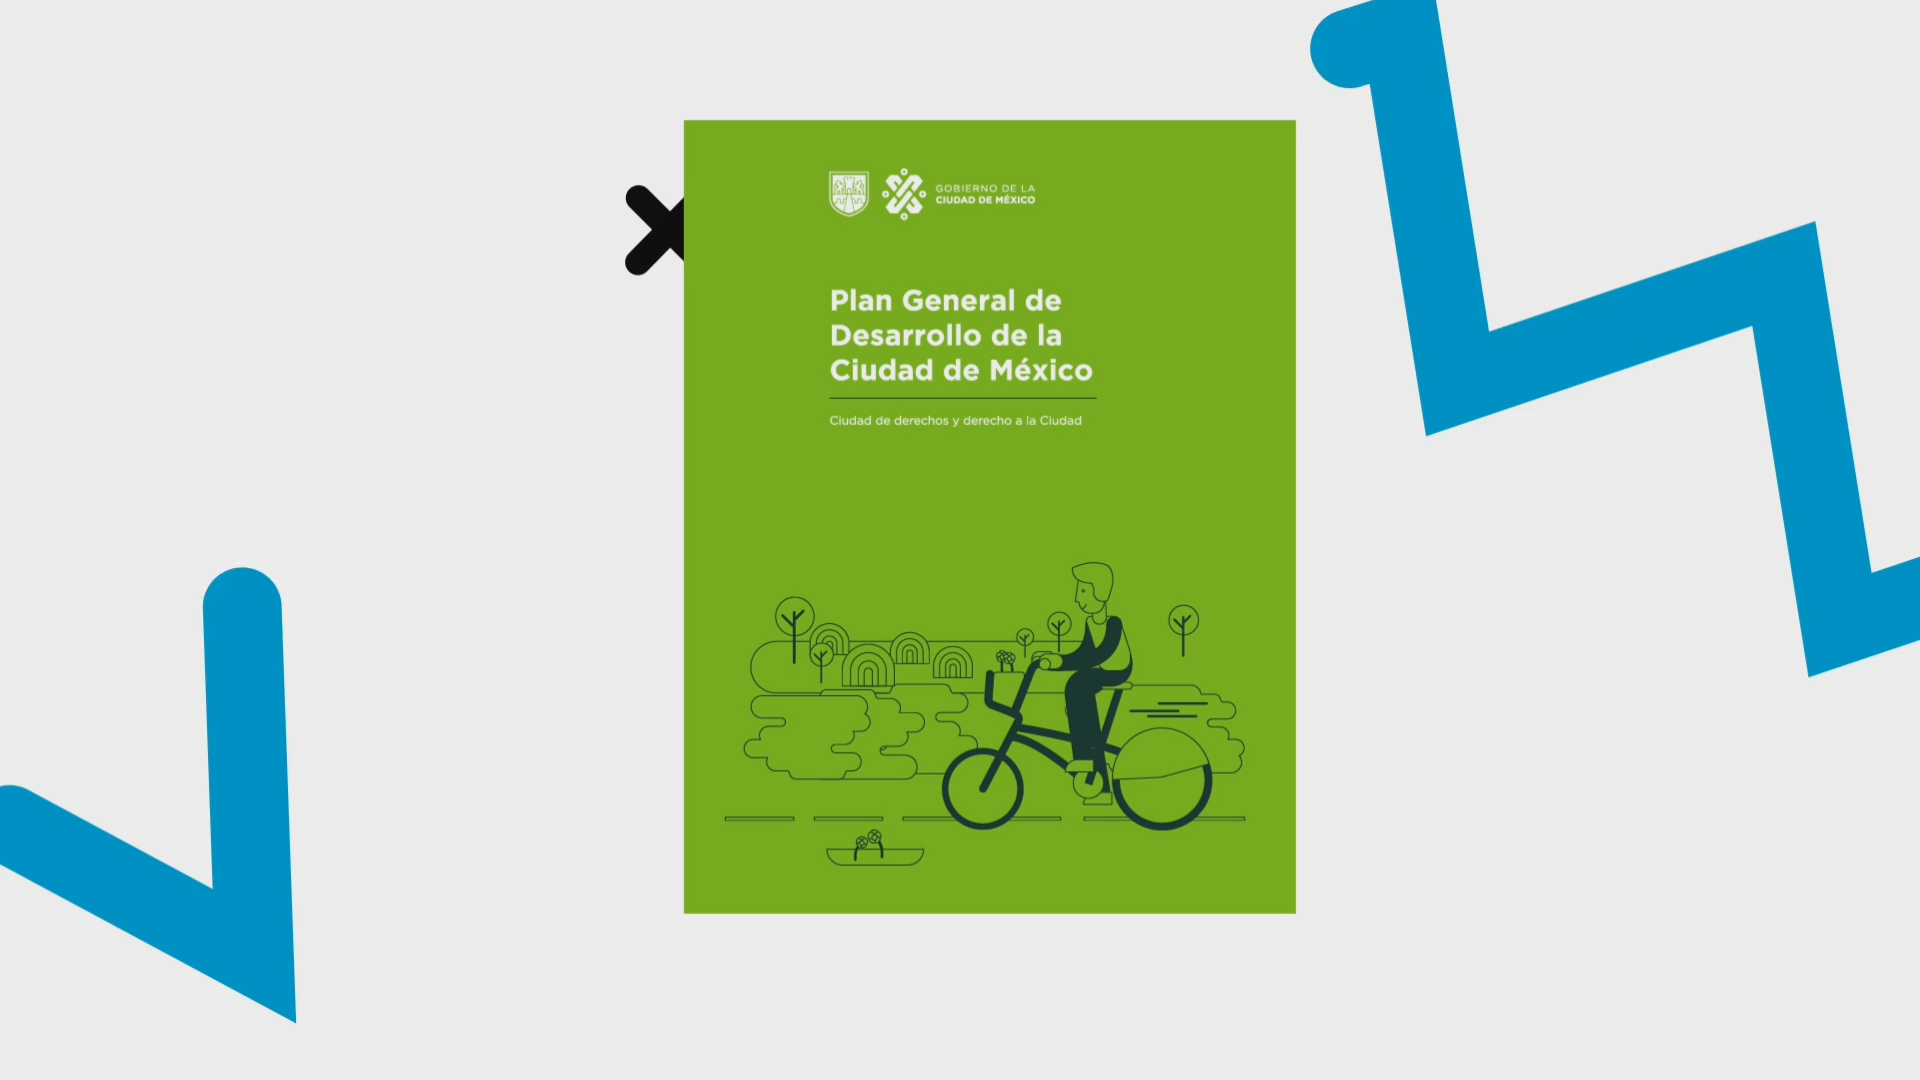 GOBIERNO DE LA
CIUDAD DE MÉXICO
Plan General de
Desarrollo de la
Ciudad de México
Ciudad de derechos y derecho a la Ciudad